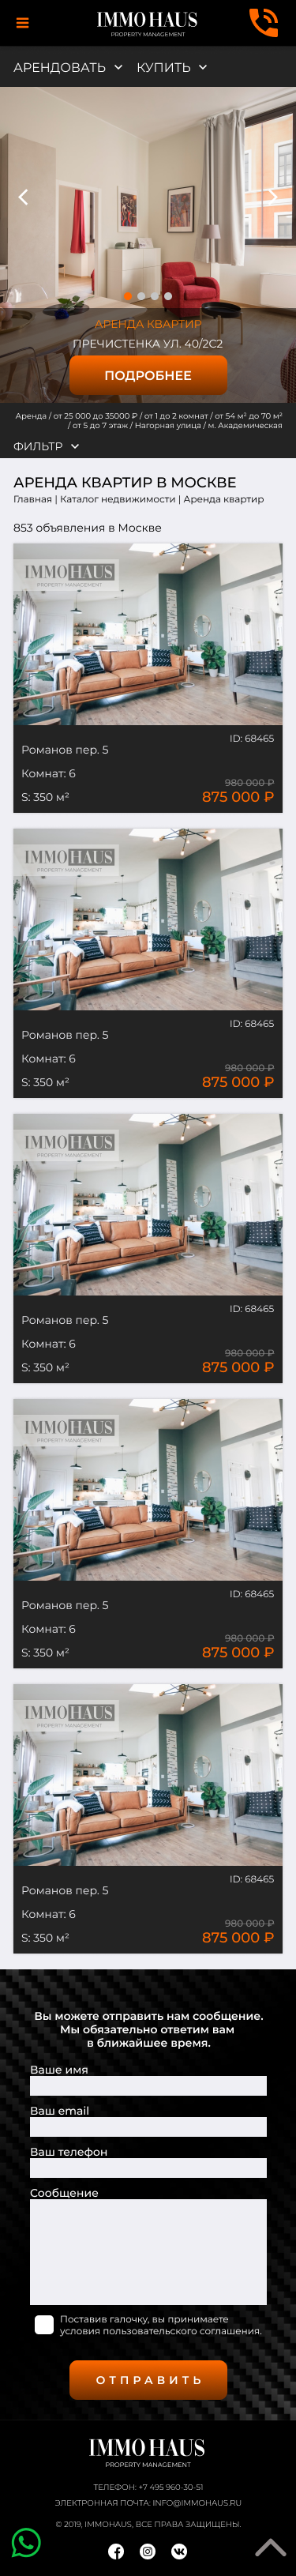 IMMO HAUS
PROPERTY MANAGEMENT
АРЕНДОВАТЬ
КУПИТЬ
АРЕНДА КВАРТИР
ПРЕЧИСТЕНКА УЛ. 40/2С2
ПОДРОБНЕЕ
Аренда / от 25 000 до 35000 ₽ / от 1 до 2 комнат / от 54 м² до 70 м²
/ от 5 до 7 этаж / Нагорная улица / м. Академическая
ФИЛЬТР
АРЕНДА КВАРТИР В МОСКВЕ
Главная | Каталог недвижимости | Аренда квартир
853 объявления в Москве
IMMO HAUS
PROPERTY MANAGEMENT
ID: 68465
Романов пер. 5
Комнат: 6
980 000 ₽
S: 350 м²
875 000 ₽
IMMO HAUS
PROPERTY MANAGEMENT
ID: 68465
Романов пер. 5
Комнат: 6
980 000 ₽
S: 350 м²
875 000 ₽
IMMO HAUS
PROPERTY MANAGEMENT
ID: 68465
Романов пер. 5
Комнат: 6
980 000 ₽
S: 350 м²
875 000 ₽
IMMO HAUS
PROPERTY MANAGEMENT
ID: 68465
Романов пер. 5
Комнат: 6
980 000 ₽
S: 350 м²
875 000 ₽
IMMO HAUS
PROPERTY MANAGEMENT
ID: 68465
Романов пер. 5
Комнат: 6
980 000 ₽
S: 350 м²
875 000 ₽
Вы можете отправить нам сообщение.
Мы обязательно ответим вам
в ближайшее время.
Ваше имя
Ваш email
Ваш телефон
Сообщение
Поставив галочку, вы принимаете
условия пользовательского соглашения.
ОТПРАВИТЬ
IMMO HAUS
PROPERTY MANAGEMENT
ТЕЛЕФОН: +7 495 960-30-51
ЭЛЕКТРОННАЯ ПОЧТА: INFO@IMMOHAUS.RU
© 2019, IMMOHAUS, ВСЕ ПРАВА ЗАЩИЩЕНЫ.